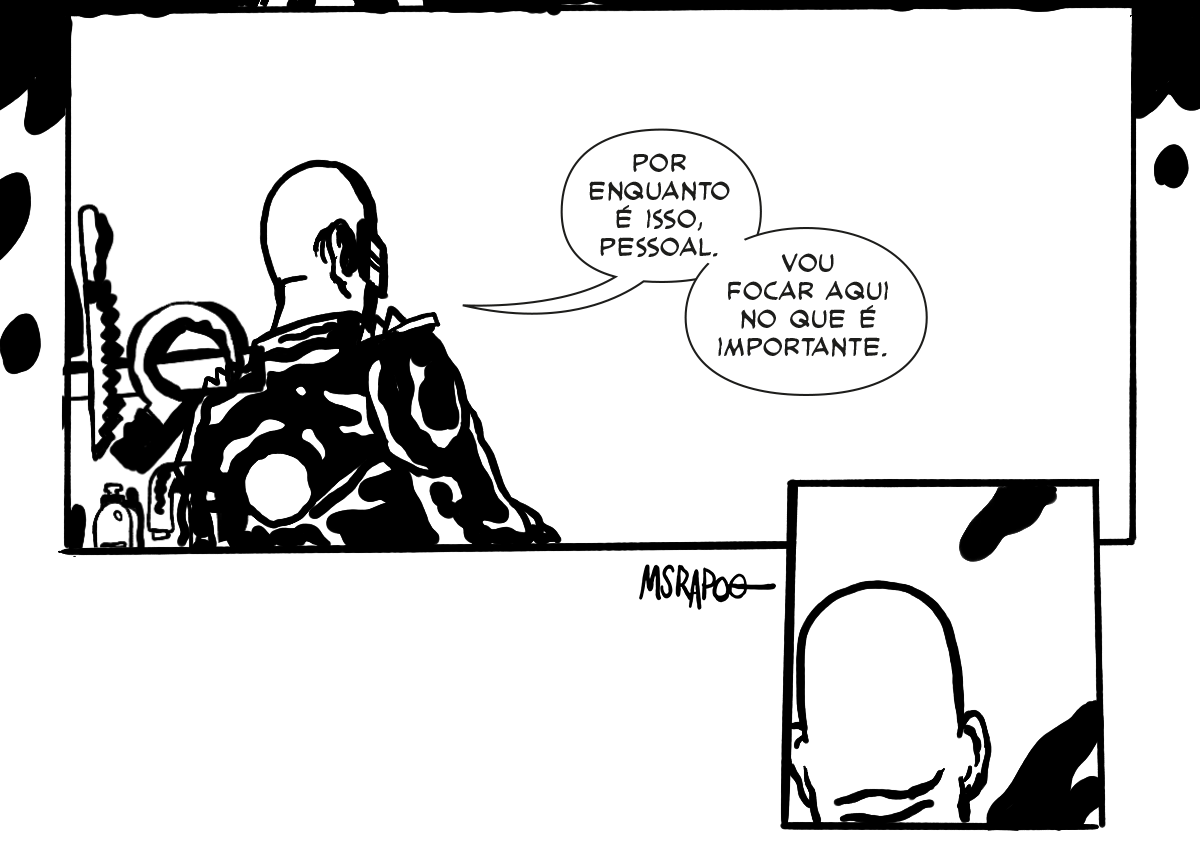 POR
ENQUANTO
É ISSO,
PESSOAL.
VOU
FOCAR AQUI
NO QUE É
IMPORTANTE.
MSRAPOO